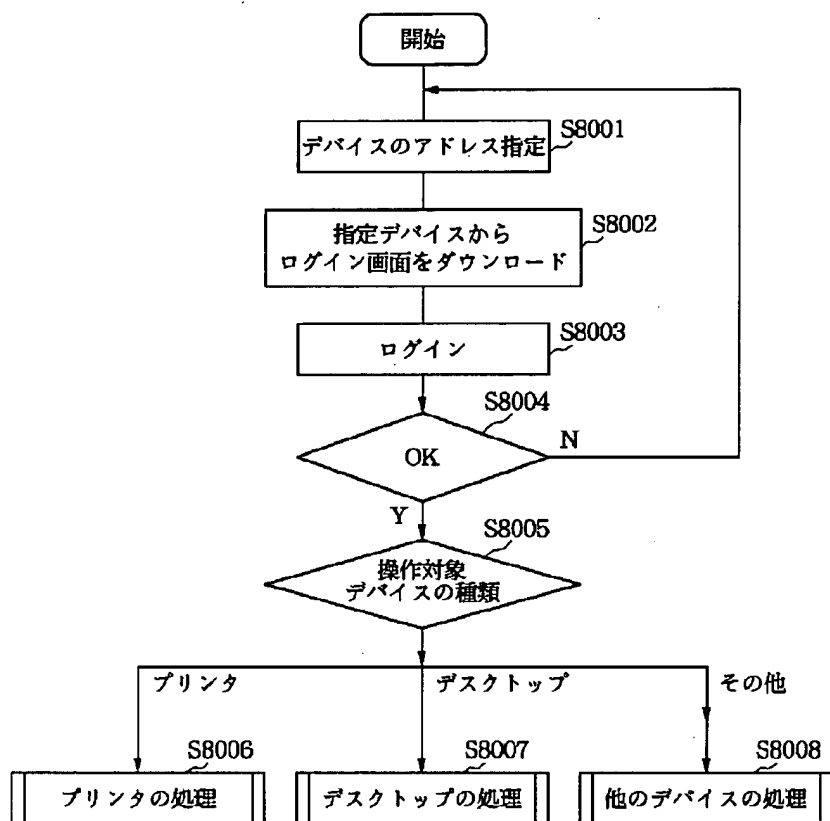 開始
デバイスのアドレス指定
S8001
指定デバイスから
ログイン画面をダウンロード
S8002
ログイン
S8003
OK
S8004
N
Y
操作対象
デバイスの種類
S8005
プリンタ
デスクトップ
その他
S8006
S8007
S8008
プリンタの処理
デスクトップの処理
他のデバイスの処理